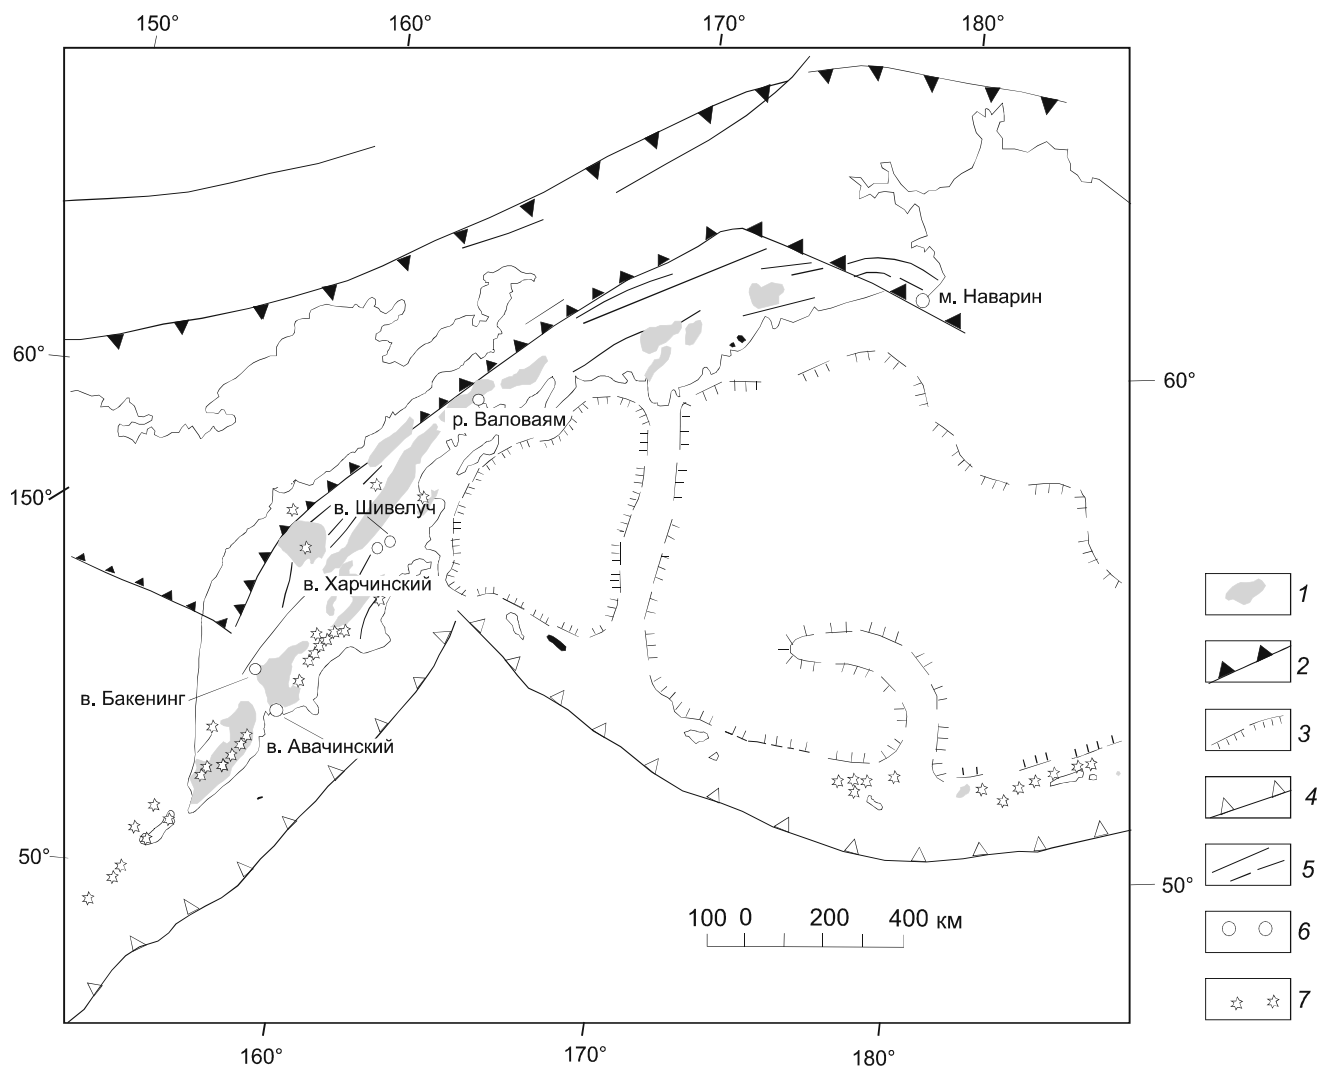 150° 160° 170° 180°
м. Наварин
60° 60°
р. Валоваям
150°
в. Шивелуч
в. Харчинский
в. Бакенинг
в. Авачинский
50° 50°
100 0 200 400 км
160° 170° 180°
1
2
3
4
5
6
7